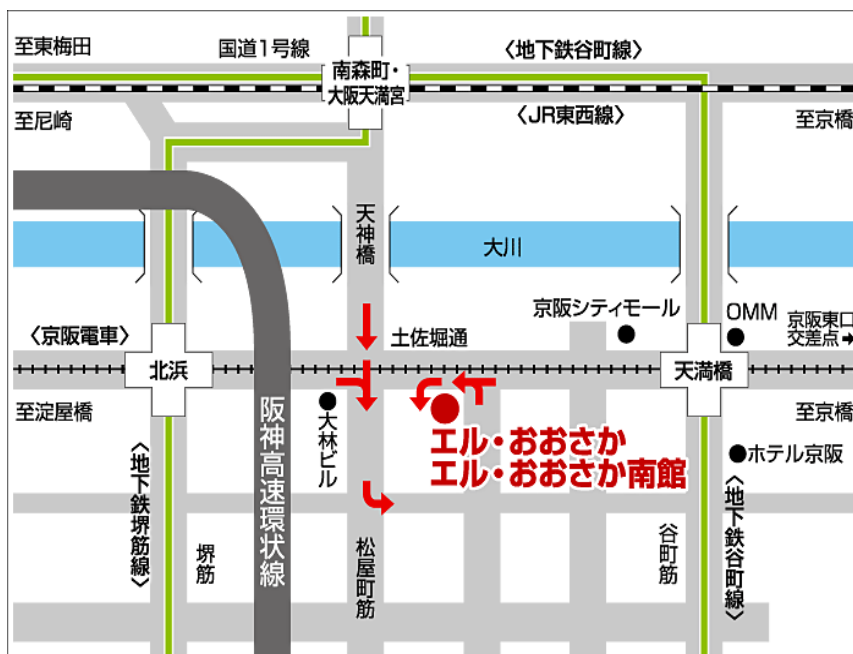 至東梅田
国道1号線
〈地下鉄谷町線〉
南森町・
大阪天満宮
至尼崎
〈JR東西線〉
至京橋
天神橋
大川
京阪シティモール
OMM
京阪東口
交差点
〈京阪電車〉
土佐堀通
北浜
天満橋
至淀屋橋
大林ビル
阪神高速環状線
エル・おおさか
エル・おおさか南館
至京橋
ホテル京阪
〈地下鉄堺筋線〉
堺筋
松屋町筋
谷町筋
〈地下鉄谷町線〉